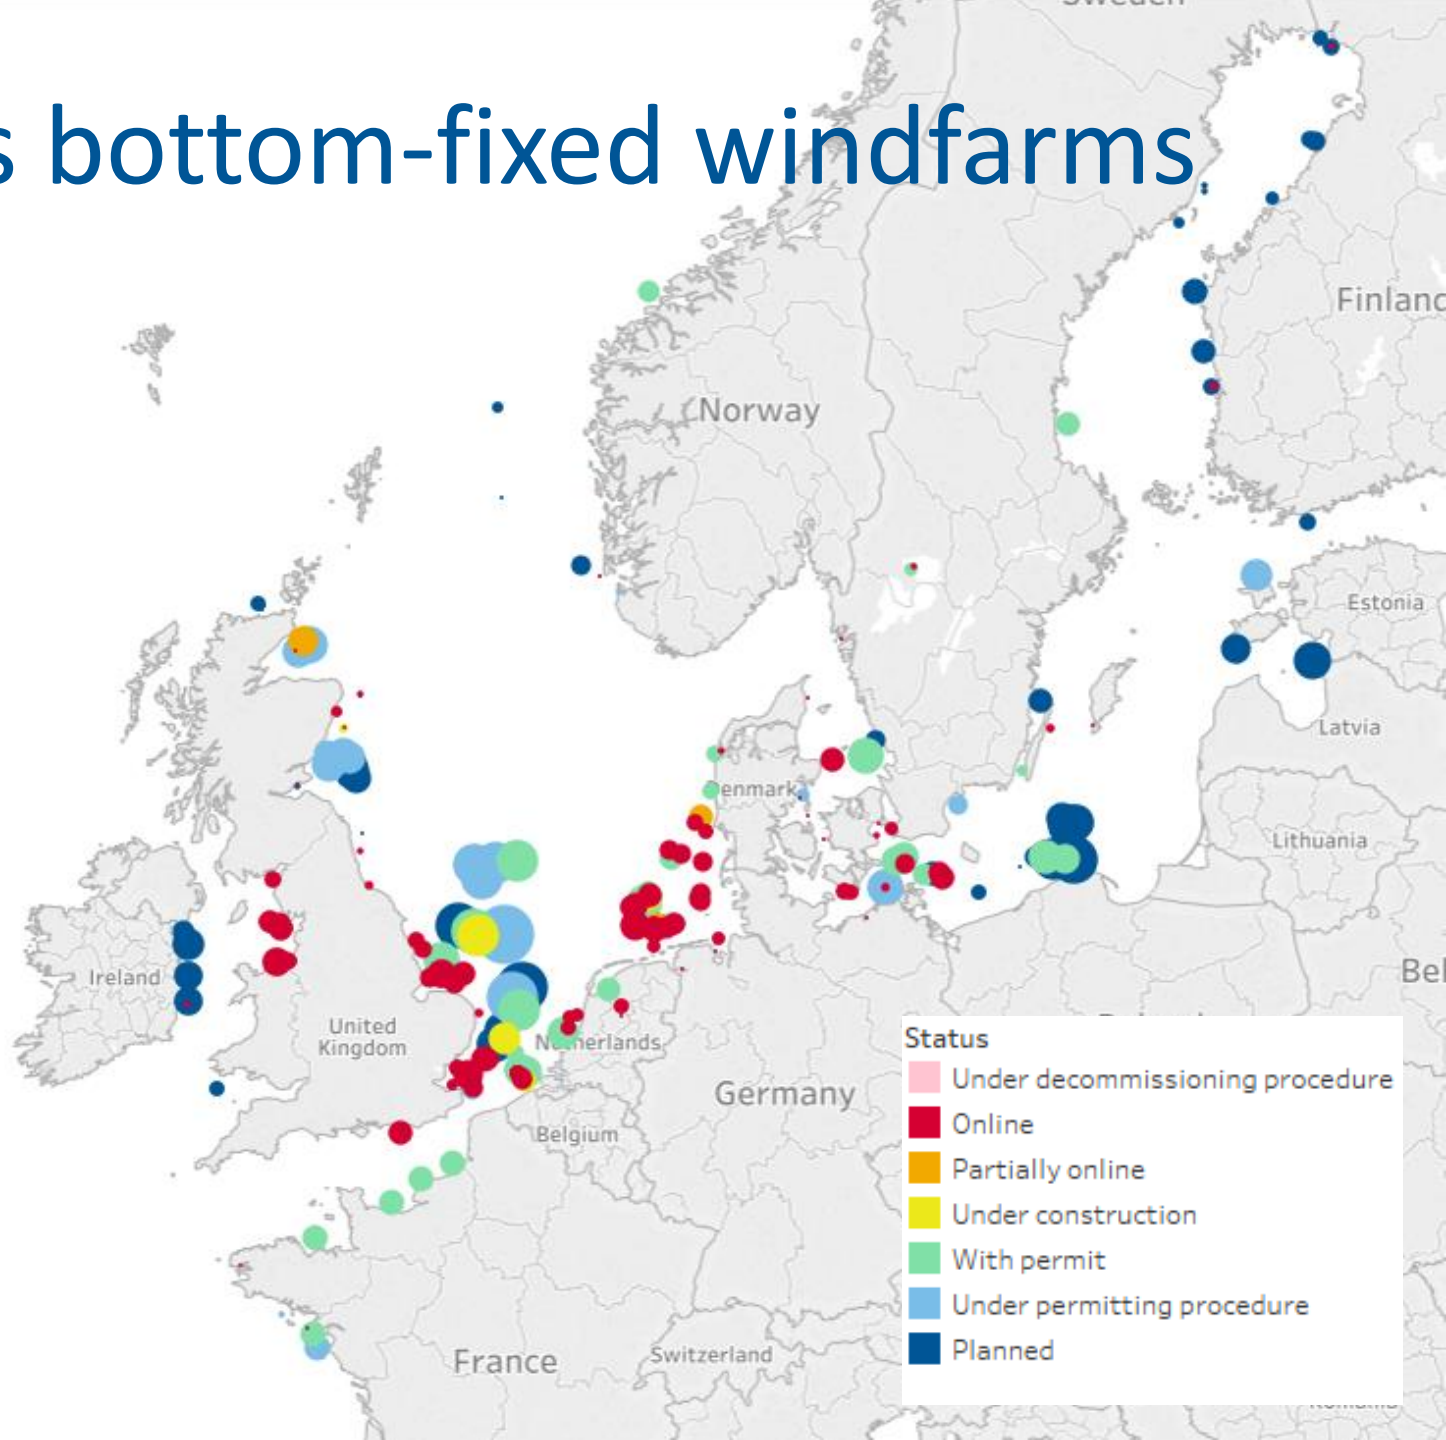 Sweden
s bottom-fixed windfarms
Finlanc
Norway
Estonia
Latvia
Denmark
Lithuania
Ireland
United
Kingdom
Netherlands
Bel
Germany
Belgium
France
Switzerland
Status
Under decommissioning procedure
Online
Partially online
Under construction
With permit
Under permitting procedure
Planned